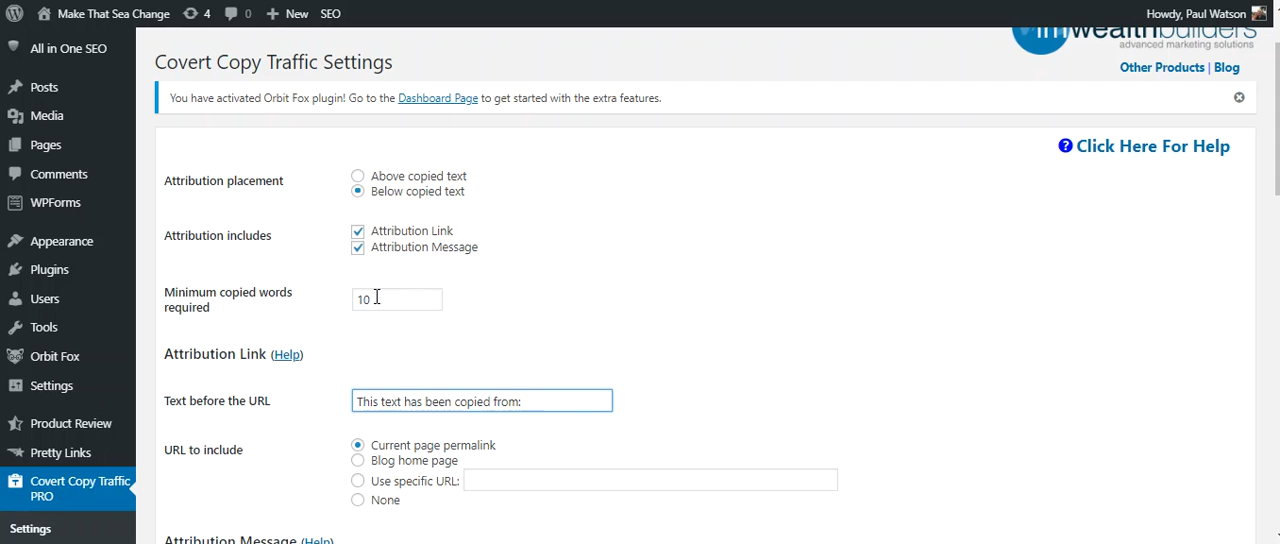 Make That Sea Change 4 0 New SEO Howdy, Paul Watson
All in One SEO
Posts
Media
Pages
Comments
WPForms
Appearance
Plugins
Users
Tools
Orbit Fox
Settings
Product Review
Pretty Links
Covert Copy Traffic
PRO
Settings
imwealthbuilders
advanced marketing solutions
Covert Copy Traffic Settings
Other Products | Blog
You have activated Orbit Fox plugin! Go to the Dashboard Page to get started with the extra features.
Click Here For Help
Attribution placement
Above copied text
Below copied text
Attribution includes
Attribution Link
Attribution Message
Minimum copied words
required
10
Attribution Link (Help)
Text before the URL
This text has been copied from:
URL to include
Current page permalink
Blog home page
Use specific URL:
None
Attribution Message (Help)